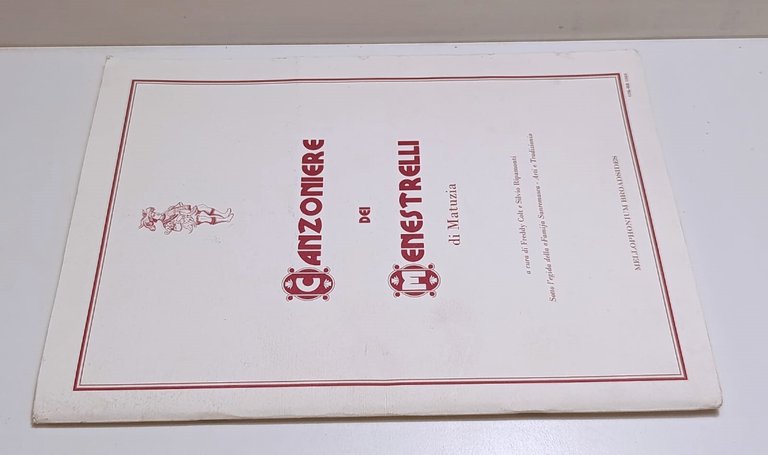 CANZONIERE
DEI
MENESTRELLI
di Matuzia
a cura di Freddy Colt e Silvio Ripamonti
Sotto l'egida della «Famija Sanremasca - Arti e Tradizioni»
MELLOPHONIUM BROADSIDES